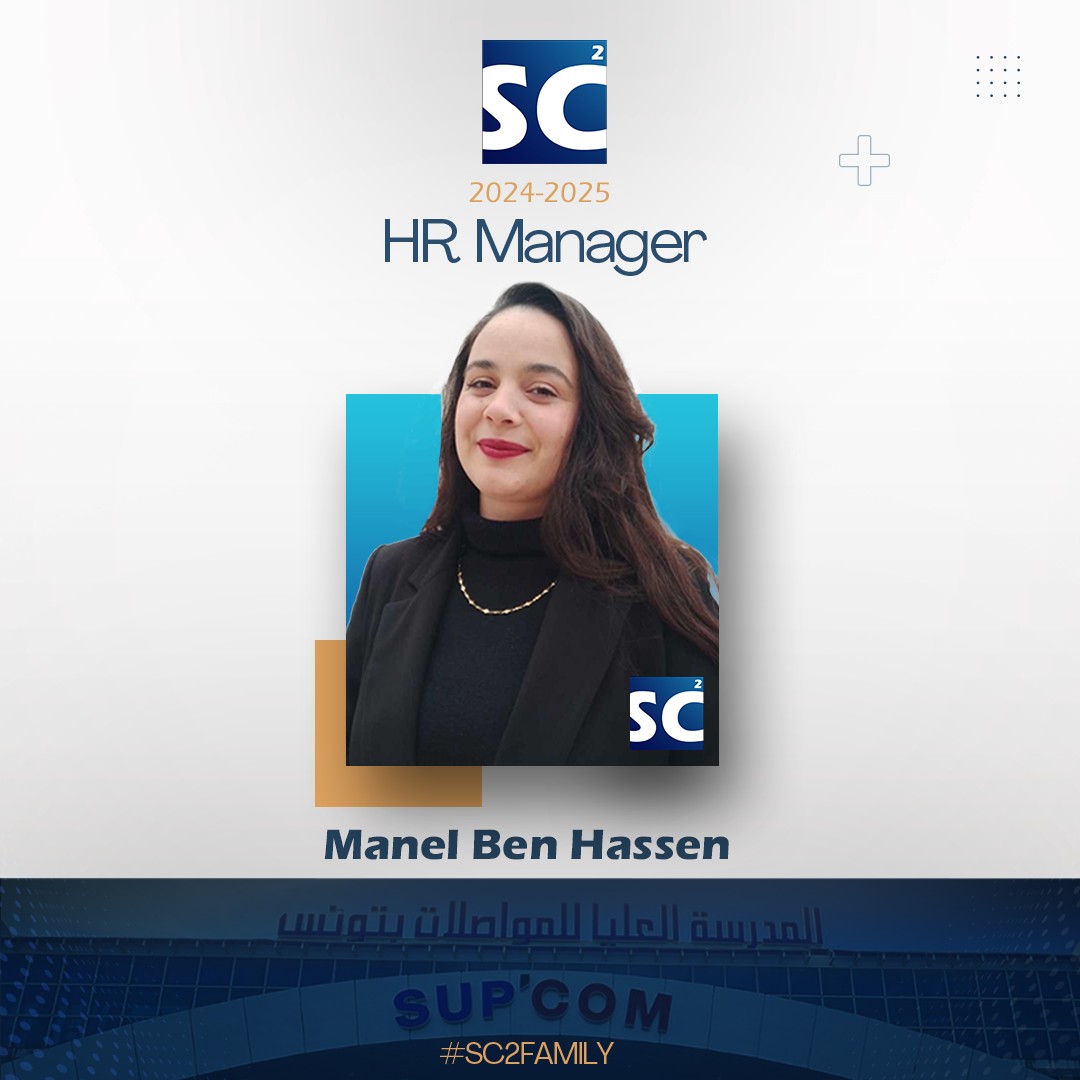 SC²
2024-2025
HR Manager
SC²
Manel Ben Hassen
المدرسة العليا للمواصلات بتونس
SUP'COM
#SC2FAMILY